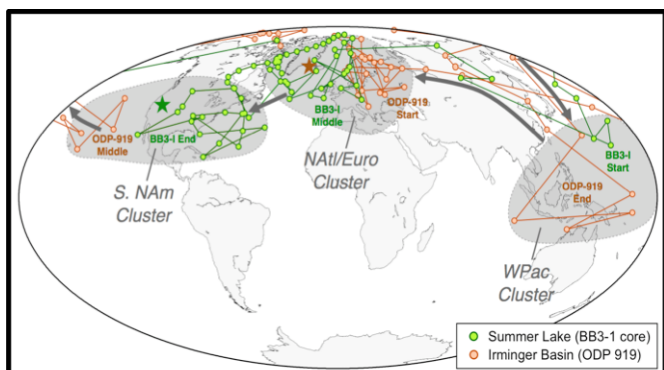 BB3-I
Middle
ODP-919
Start
ODP-919
Middle
BB3-I End
BB3-I
Start
NAtl/Euro
Cluster
S. NAm
Cluster
ODP-919
End
WPac
Cluster
Summer Lake (BB3-1 core)
Irminger Basin (ODP 919)